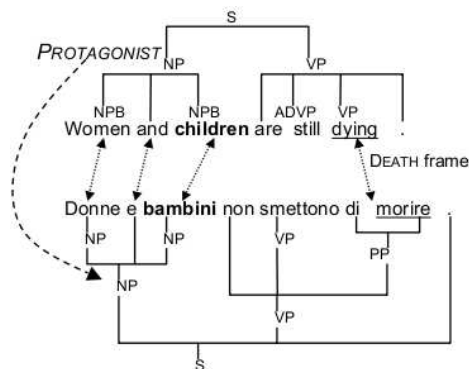 S
PROTAGONIST
NP VP
NPB NPB ADVP VP
Women and children are still dying .
DEATH frame
Donne e bambini non smettono di morire .
NP NP VP
PP
NP
VP
S